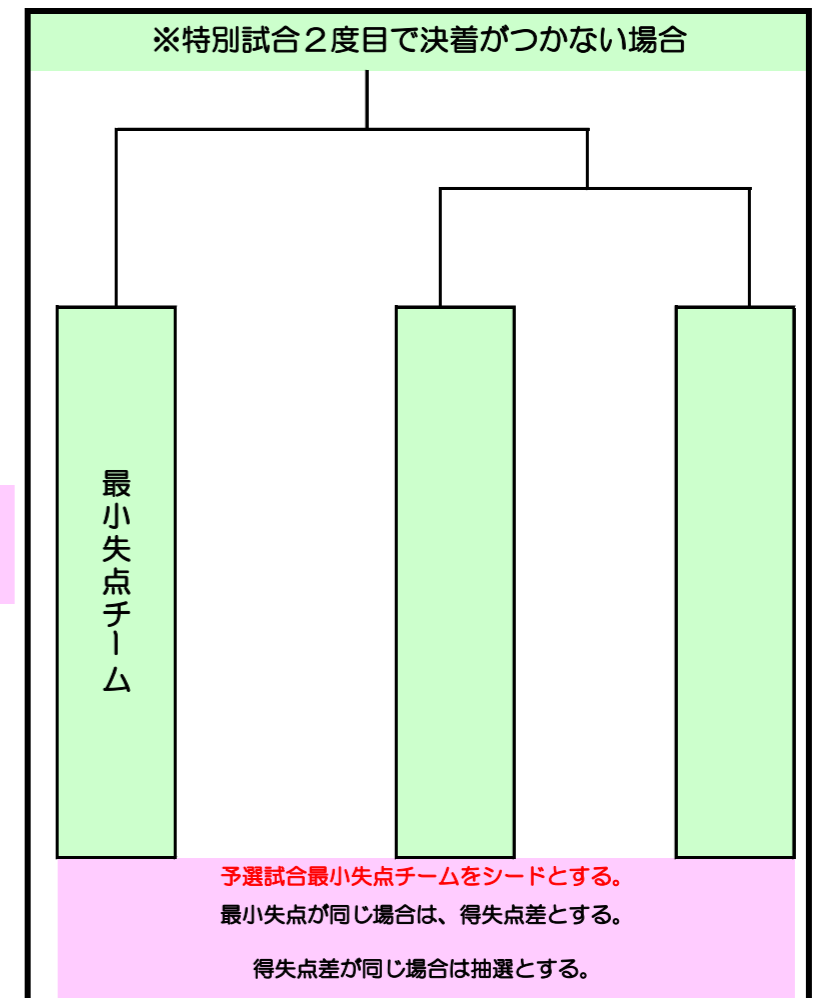 ※特別試合２度目で決着がつかない場合
最小失点チーム
予選試合最小失点チームをシードとする。
最小失点が同じ場合は、得失点差とする。
得失点差が同じ場合は抽選とする。